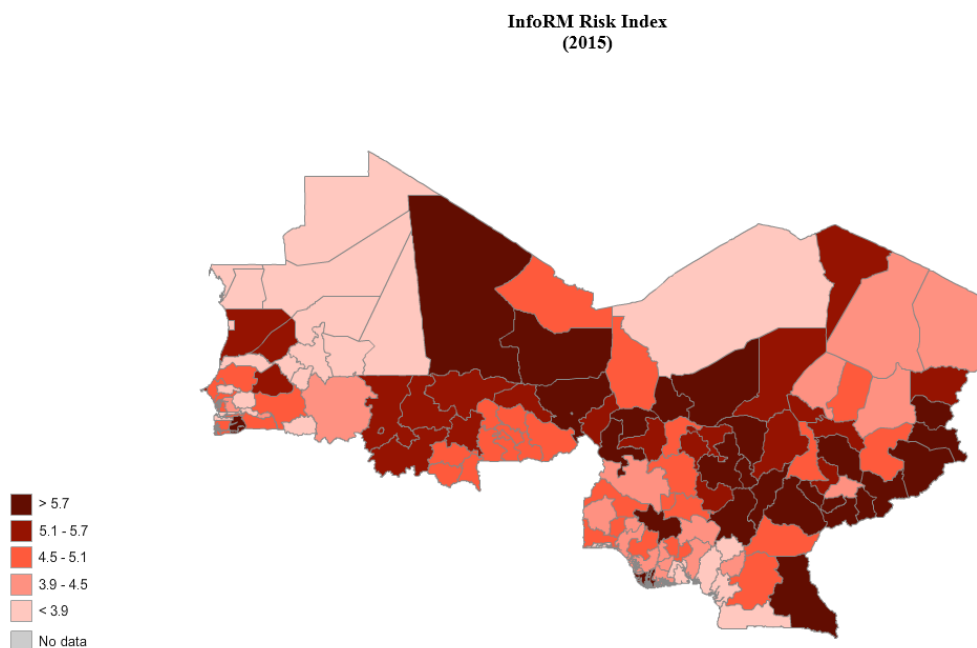 InfoRM Risk Index
(2015)
> 5.7
5.1 - 5.7
4.5 - 5.1
3.9 - 4.5
< 3.9
No data